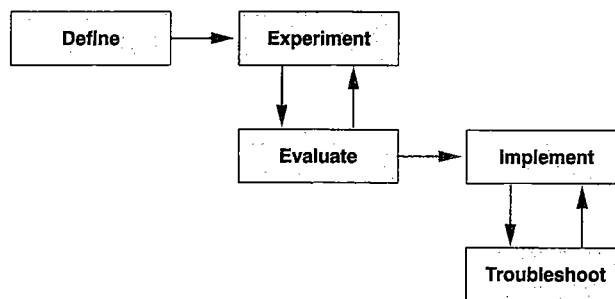 Define
Experiment
Evaluate
Implement
Troubleshoot